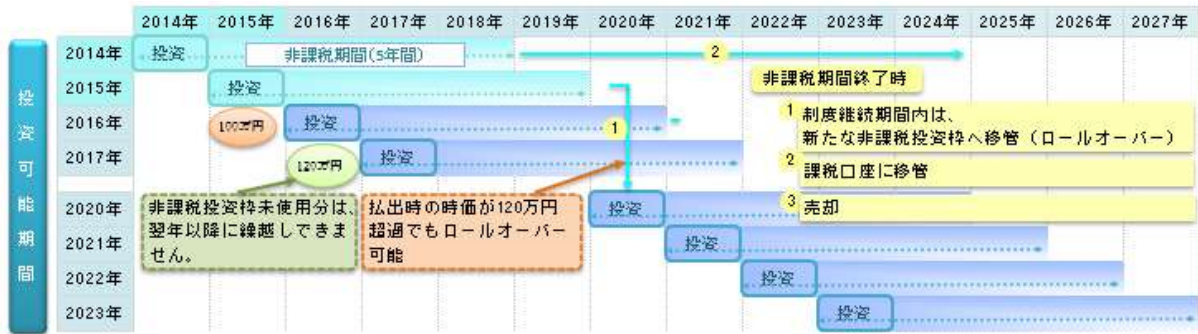 2014年 2015年 2016年 2017年 2018年 2019年 2020年 2021年 2022年 2023年 2024年 2025年 2026年 2027年
投資可能期間
2014年 投資 非課税期間(5年間) 2
2015年 投資
非課税期間終了時
2016年 100万円 投資 1
1 制度継続期間内は、
新たな非課税投資枠へ移管（ロールオーバー）
2017年 120万円 投資
2 課税口座に移管
3 売却
非課税投資枠未使用分は、
翌年以降に繰越しできま
せん。
払出時の時価が120万円
超過でもロールオーバー
可能
2020年 投資
2021年 投資
2022年 投資
2023年 投資